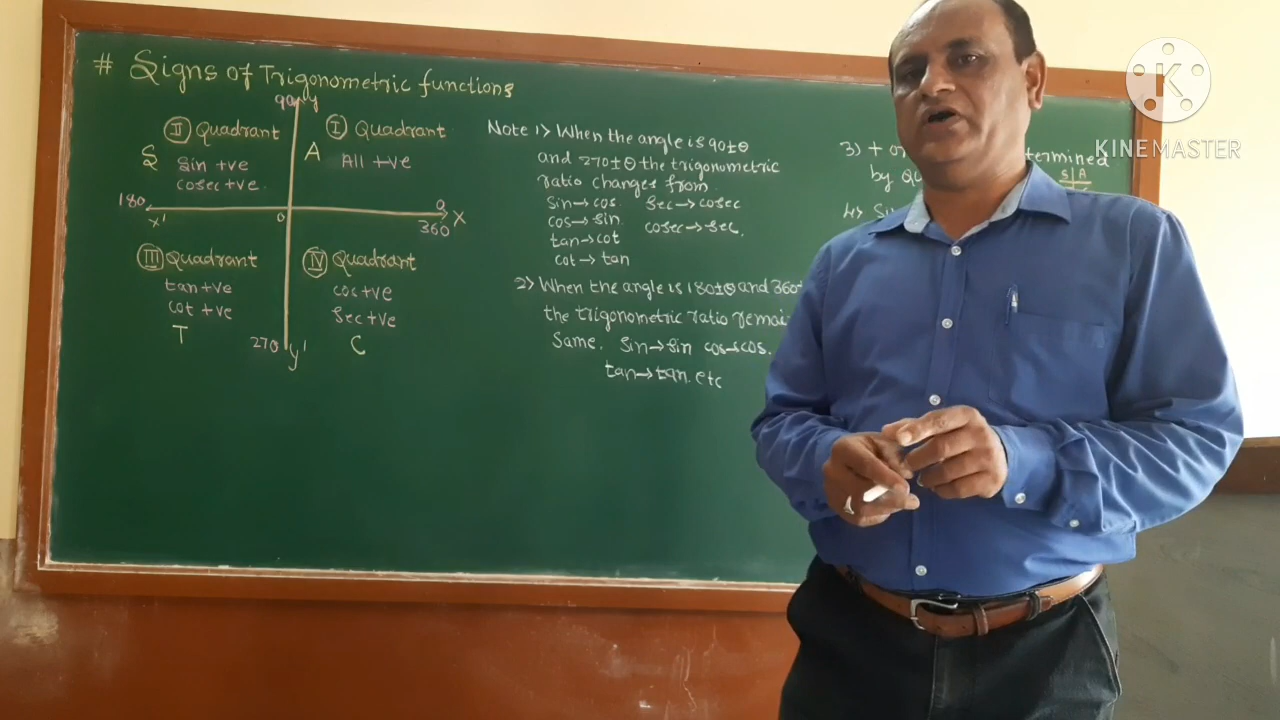 # Signs of Trigonometric functions
90 y
II Quadrant
I Quadrant
S
sin +ve
cosec +ve
A
All +ve
180
x'
0
0
360
X
III Quadrant
tan +ve
cot +ve
T
IV Quadrant
cos +ve
Sec +ve
C
270
y'
Note 1> When the angle is 90±θ
and 270±θ the trigonometric
ratio changes from
sin→cos sec→cosec
cos→sin cosec→sec.
tan→cot
cot→tan
2> When the angle is 180±θ and 360±
the trigonometric ratio
Same. Sin→sin cos→cos.
tan→tan. etc
3) +
by
S A
4>
K
KINEMASTER